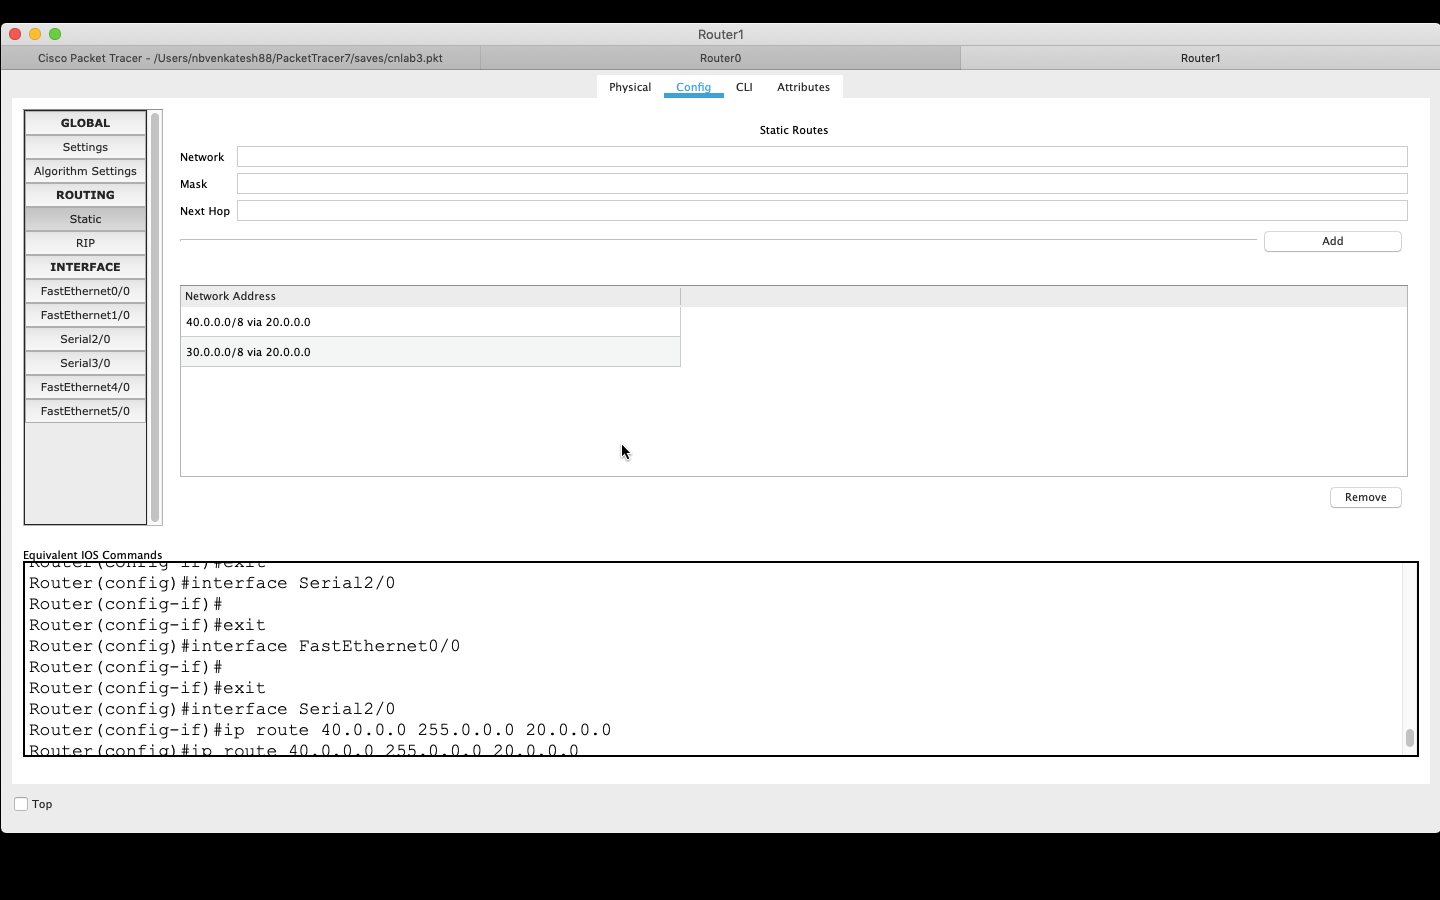 Router1
Cisco Packet Tracer - /Users/nbvenkatesh88/PacketTracer7/saves/cnlab3.pkt
Router0
Router1
Physical
Config
CLI
Attributes
GLOBAL
Settings
Algorithm Settings
ROUTING
Static
RIP
INTERFACE
FastEthernet0/0
FastEthernet1/0
Serial2/0
Serial3/0
FastEthernet4/0
FastEthernet5/0
Static Routes
Network
Mask
Next Hop
Add
Network Address
40.0.0.0/8 via 20.0.0.0
30.0.0.0/8 via 20.0.0.0
Remove
Equivalent IOS Commands
Router(config-if)#exit
Router(config)#interface Serial2/0
Router(config-if)#
Router(config-if)#exit
Router(config)#interface FastEthernet0/0
Router(config-if)#
Router(config-if)#exit
Router(config)#interface Serial2/0
Router(config-if)#ip route 40.0.0.0 255.0.0.0 20.0.0.0
Router(config)#ip route 40.0.0.0 255.0.0.0 20.0.0.0
Top